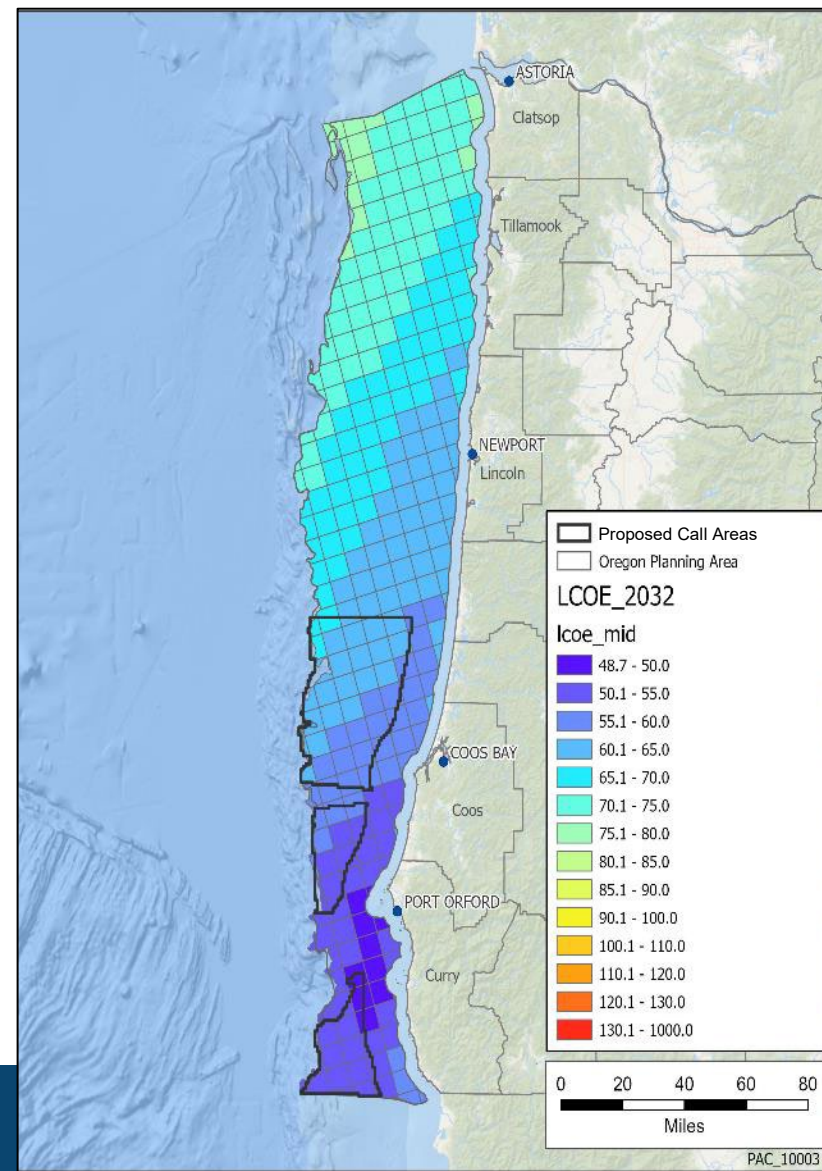 ASTORIA
Clatsop
Tillamook
NEWPORT
Lincoln
Proposed Call Areas
Oregon Planning Area
LCOE_2032
lcoe_mid
48.7 - 50.0
50.1 - 55.0
55.1 - 60.0
60.1 - 65.0
65.1 - 70.0
70.1 - 75.0
75.1 - 80.0
80.1 - 85.0
85.1 - 90.0
90.1 - 100.0
100.1 - 110.0
110.1 - 120.0
120.1 - 130.0
130.1 - 1000.0
COOS BAY
Coos
PORT ORFORD
Curry
0 20 40 60 80
Miles
PAC_10003